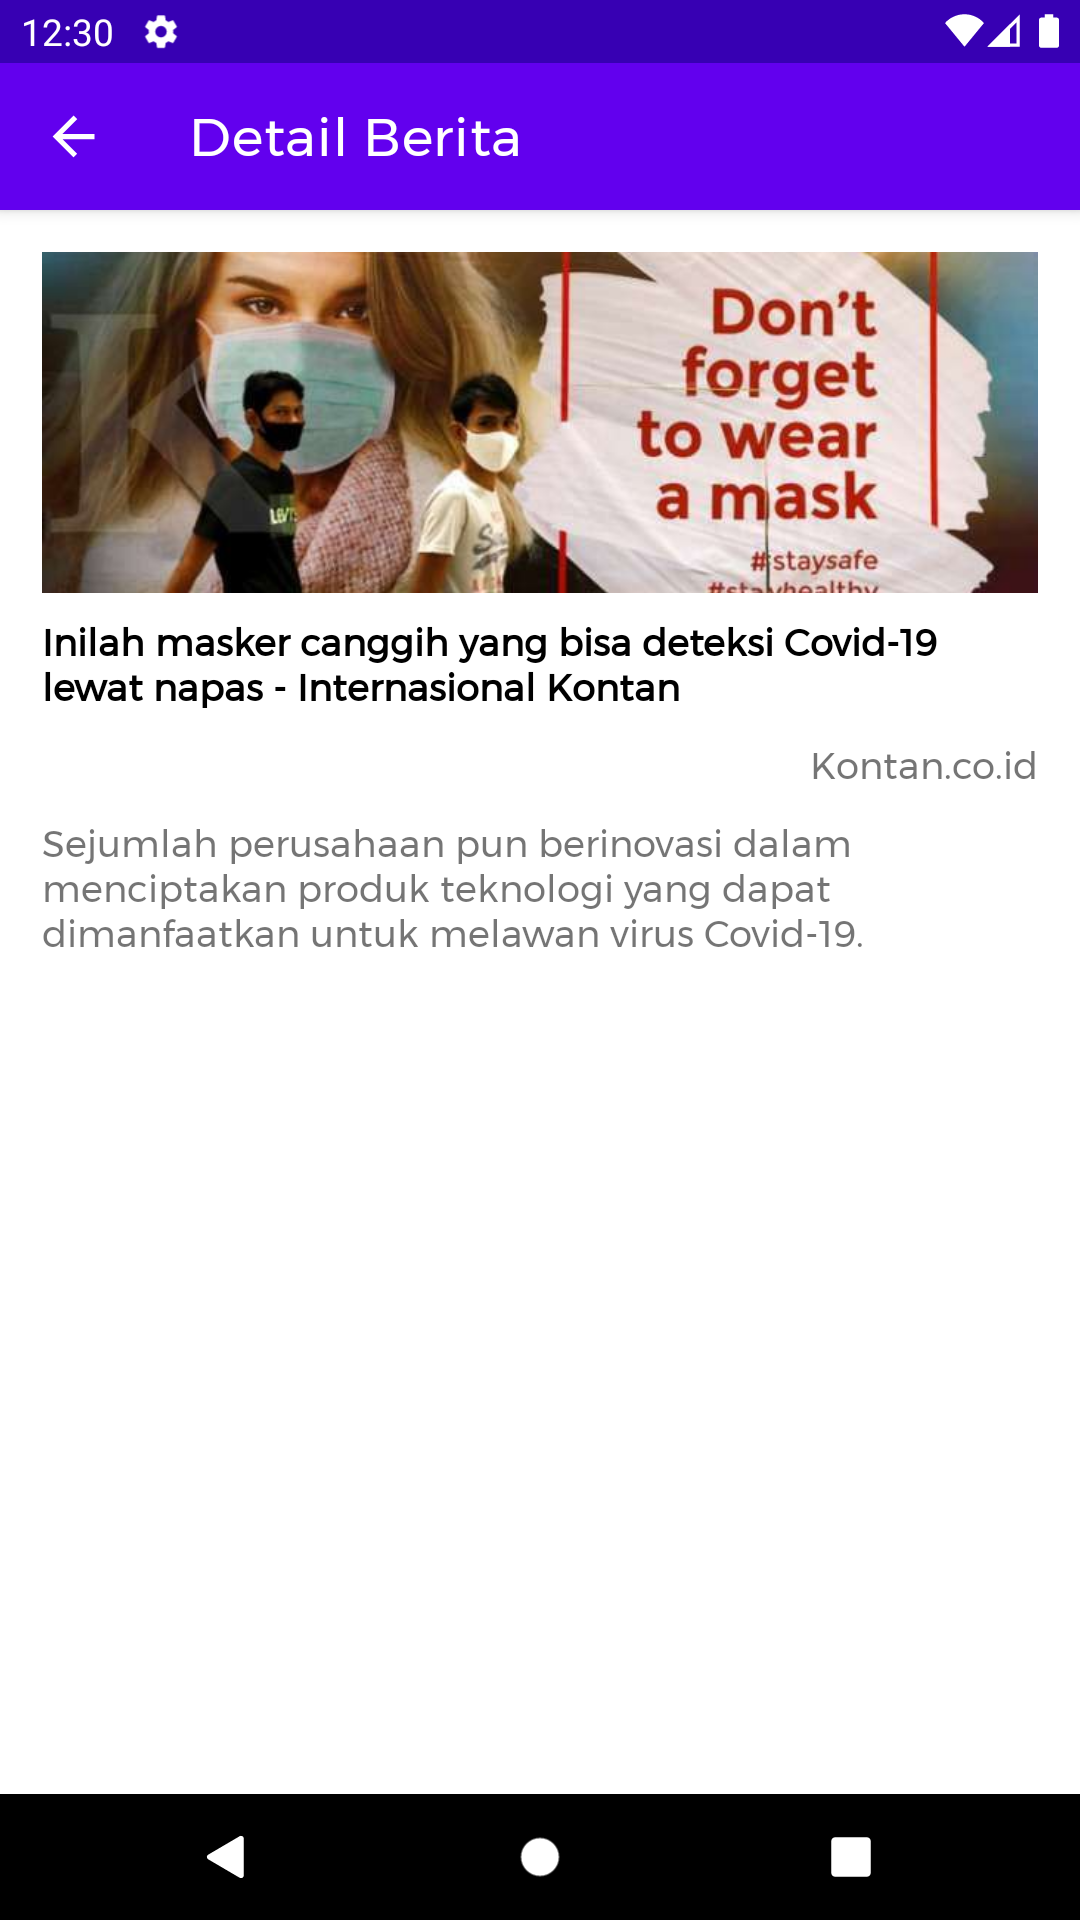 12:30
Detail Berita
K
Don't
forget
to wear
a mask
#staysafe
#stayhealthy
LEVI'S
Inilah masker canggih yang bisa deteksi Covid-19
lewat napas - Internasional Kontan
Kontan.co.id
Sejumlah perusahaan pun berinovasi dalam
menciptakan produk teknologi yang dapat
dimanfaatkan untuk melawan virus Covid-19.